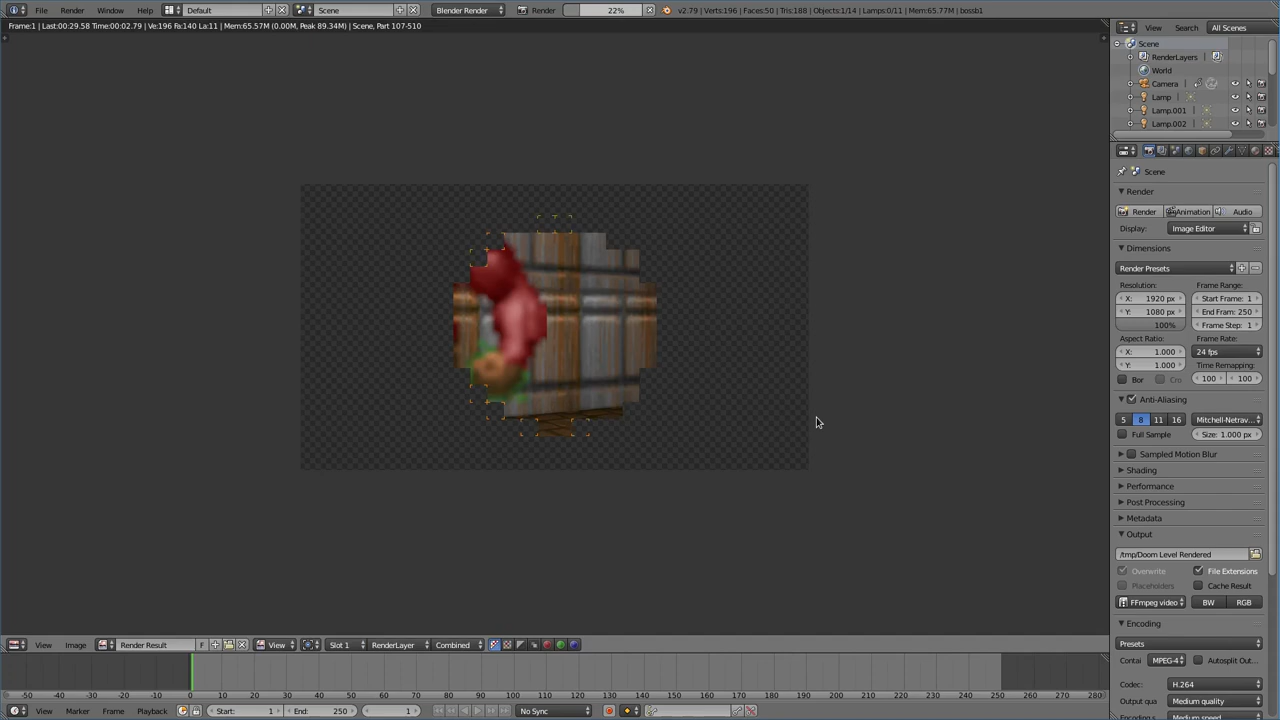 File Render Window Help Default Scene Blender Render Render 22% v2.79 | Verts:196 | Faces:50 | Tris:188 | Objects:1/14 | Lamps:0/11 | Mem:65.77M | bossb1
Frame:1 | Last:00:29.58 Time:00:02.79 | Ve:196 Fa:140 La:11 | Mem:65.57M (0.00M, Peak 89.34M) | Scene, Part 107-510
View Search All Scenes
Scene
RenderLayers
World
Camera
Lamp
Lamp.001
Lamp.002
Scene
Render
Render Animation Audio
Display: Image Editor
Dimensions
Render Presets
Resolution: Frame Range:
X: 1920 px Start Frame: 1
Y: 1080 px End Fram: 250
100% Frame Step: 1
Aspect Ratio: Frame Rate:
X: 1.000 24 fps
Y: 1.000 Time Remapping:
Bor Cro 100 100
Anti-Aliasing
5 8 11 16 Mitchell-Netrav...
Full Sample Size: 1.000 px
Sampled Motion Blur
Shading
Performance
Post Processing
Metadata
Output
/tmp/Doom Level Rendered
Overwrite File Extensions
Placeholders Cache Result
FFmpeg video BW RGB
Encoding
Presets
Contai MPEG-4 Autosplit Out...
Codec: H.264
Output qua Medium quality
View Image Render Result F View Slot 1 RenderLayer Combined
-50 -40 -30 -20 -10 0 10 20 30 40 50 60 70 80 90 100 110 120 130 140 150 160 170 180 190 200 210 220 230 240 250 260 270 280
View Marker Frame Playback Start: 1 End: 250 1 No Sync